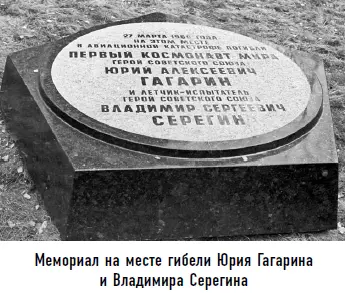 27 МАРТА 1968 ГОДА
НА ЭТОМ МЕСТЕ
В АВИАЦИОННОЙ КАТАСТРОФЕ ПОГИБЛИ
ПЕРВЫЙ КОСМОНАВТ МИРА
ГЕРОЙ СОВЕТСКОГО СОЮЗА
ЮРИЙ АЛЕКСЕЕВИЧ
ГАГАРИН
И ЛЕТЧИК-ИСПЫТАТЕЛЬ
ГЕРОЙ СОВЕТСКОГО СОЮЗА
ВЛАДИМИР СЕРГЕЕВИЧ
СЕРЕГИН
Мемориал на месте гибели Юрия Гагарина
и Владимира Серегина